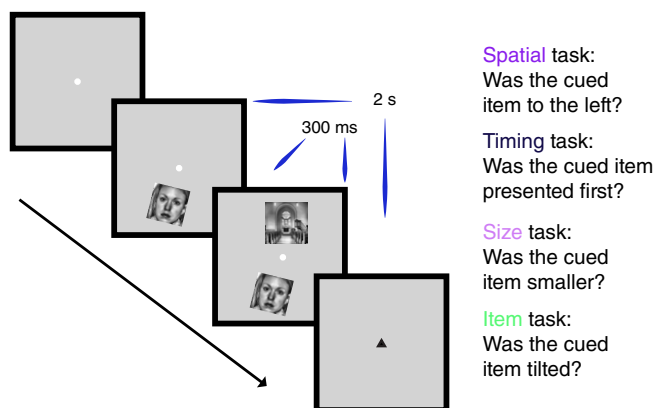 2 s
300 ms
Spatial task:
Was the cued
item to the left?
Timing task:
Was the cued item
presented first?
Size task:
Was the cued
item smaller?
Item task:
Was the cued
item tilted?